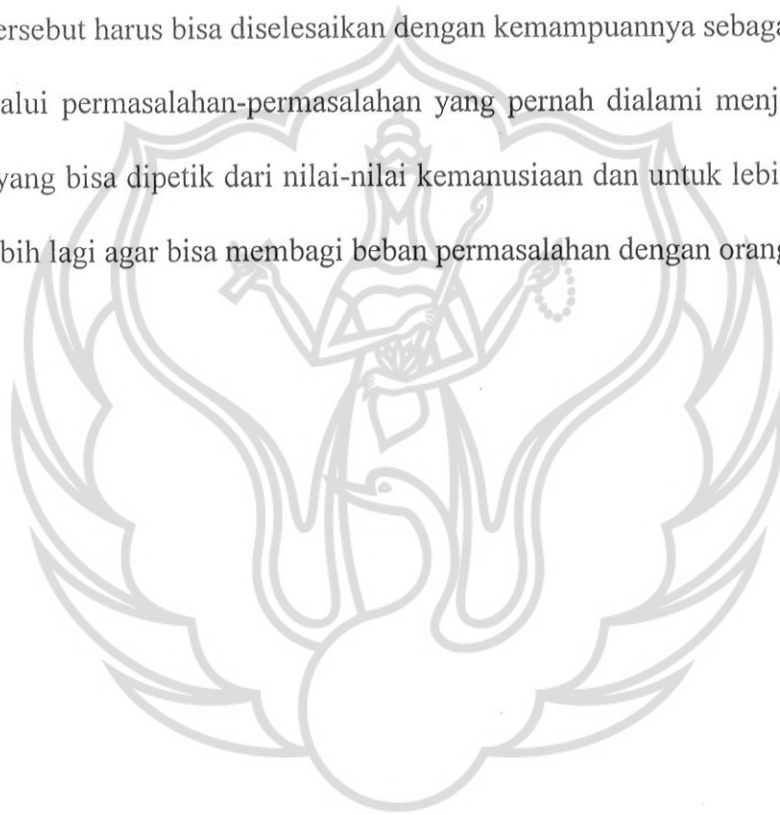 ersebut harus bisa diselesaikan dengan kemampuannya sebaga
alui permasalahan-permasalahan yang pernah dialami menj
yang bisa dipetik dari nilai-nilai kemanusiaan dan untuk lebi
bih lagi agar bisa membagi beban permasalahan dengan orang